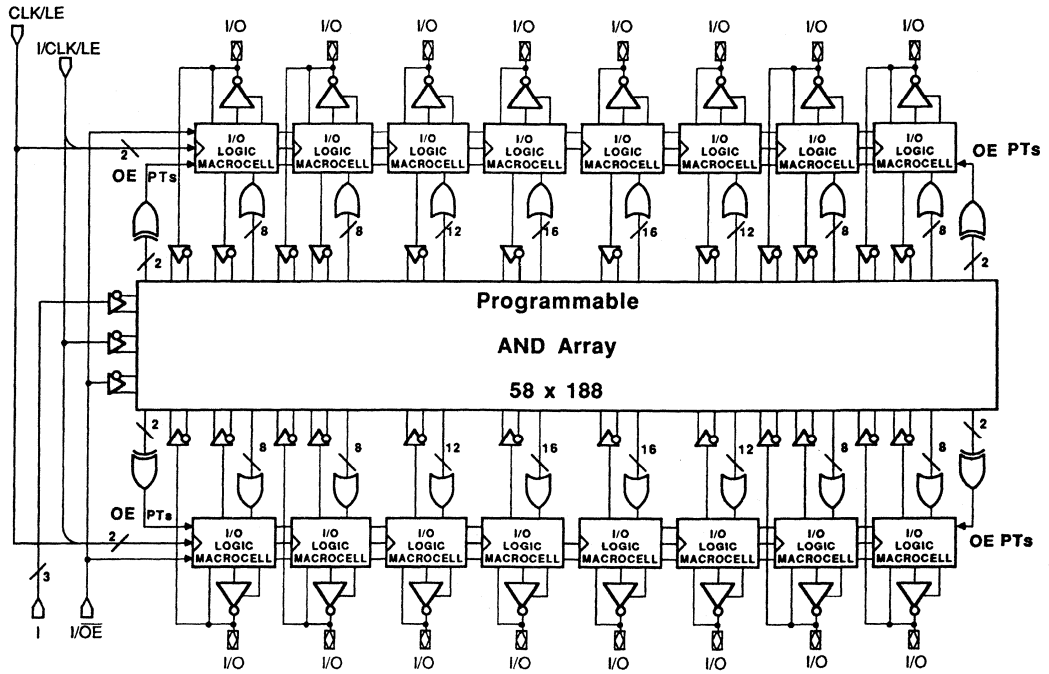 CLK/LE
I/CLK/LE
I/O I/O I/O I/O I/O I/O I/O I/O
I/O LOGIC MACROCELL
I/O LOGIC MACROCELL
I/O LOGIC MACROCELL
I/O LOGIC MACROCELL
I/O LOGIC MACROCELL
I/O LOGIC MACROCELL
I/O LOGIC MACROCELL
I/O LOGIC MACROCELL
2
OE PTs
OE PTs
8 8 12 16 16 12 8 8
2 2
Programmable
AND Array
58 x 188
2 2
8 8 12 16 16 12 8 8
OE PTs
OE PTs
2
I/O LOGIC MACROCELL
I/O LOGIC MACROCELL
I/O LOGIC MACROCELL
I/O LOGIC MACROCELL
I/O LOGIC MACROCELL
I/O LOGIC MACROCELL
I/O LOGIC MACROCELL
I/O LOGIC MACROCELL
3
I
I/O̅E̅
I/O I/O I/O I/O I/O I/O I/O I/O